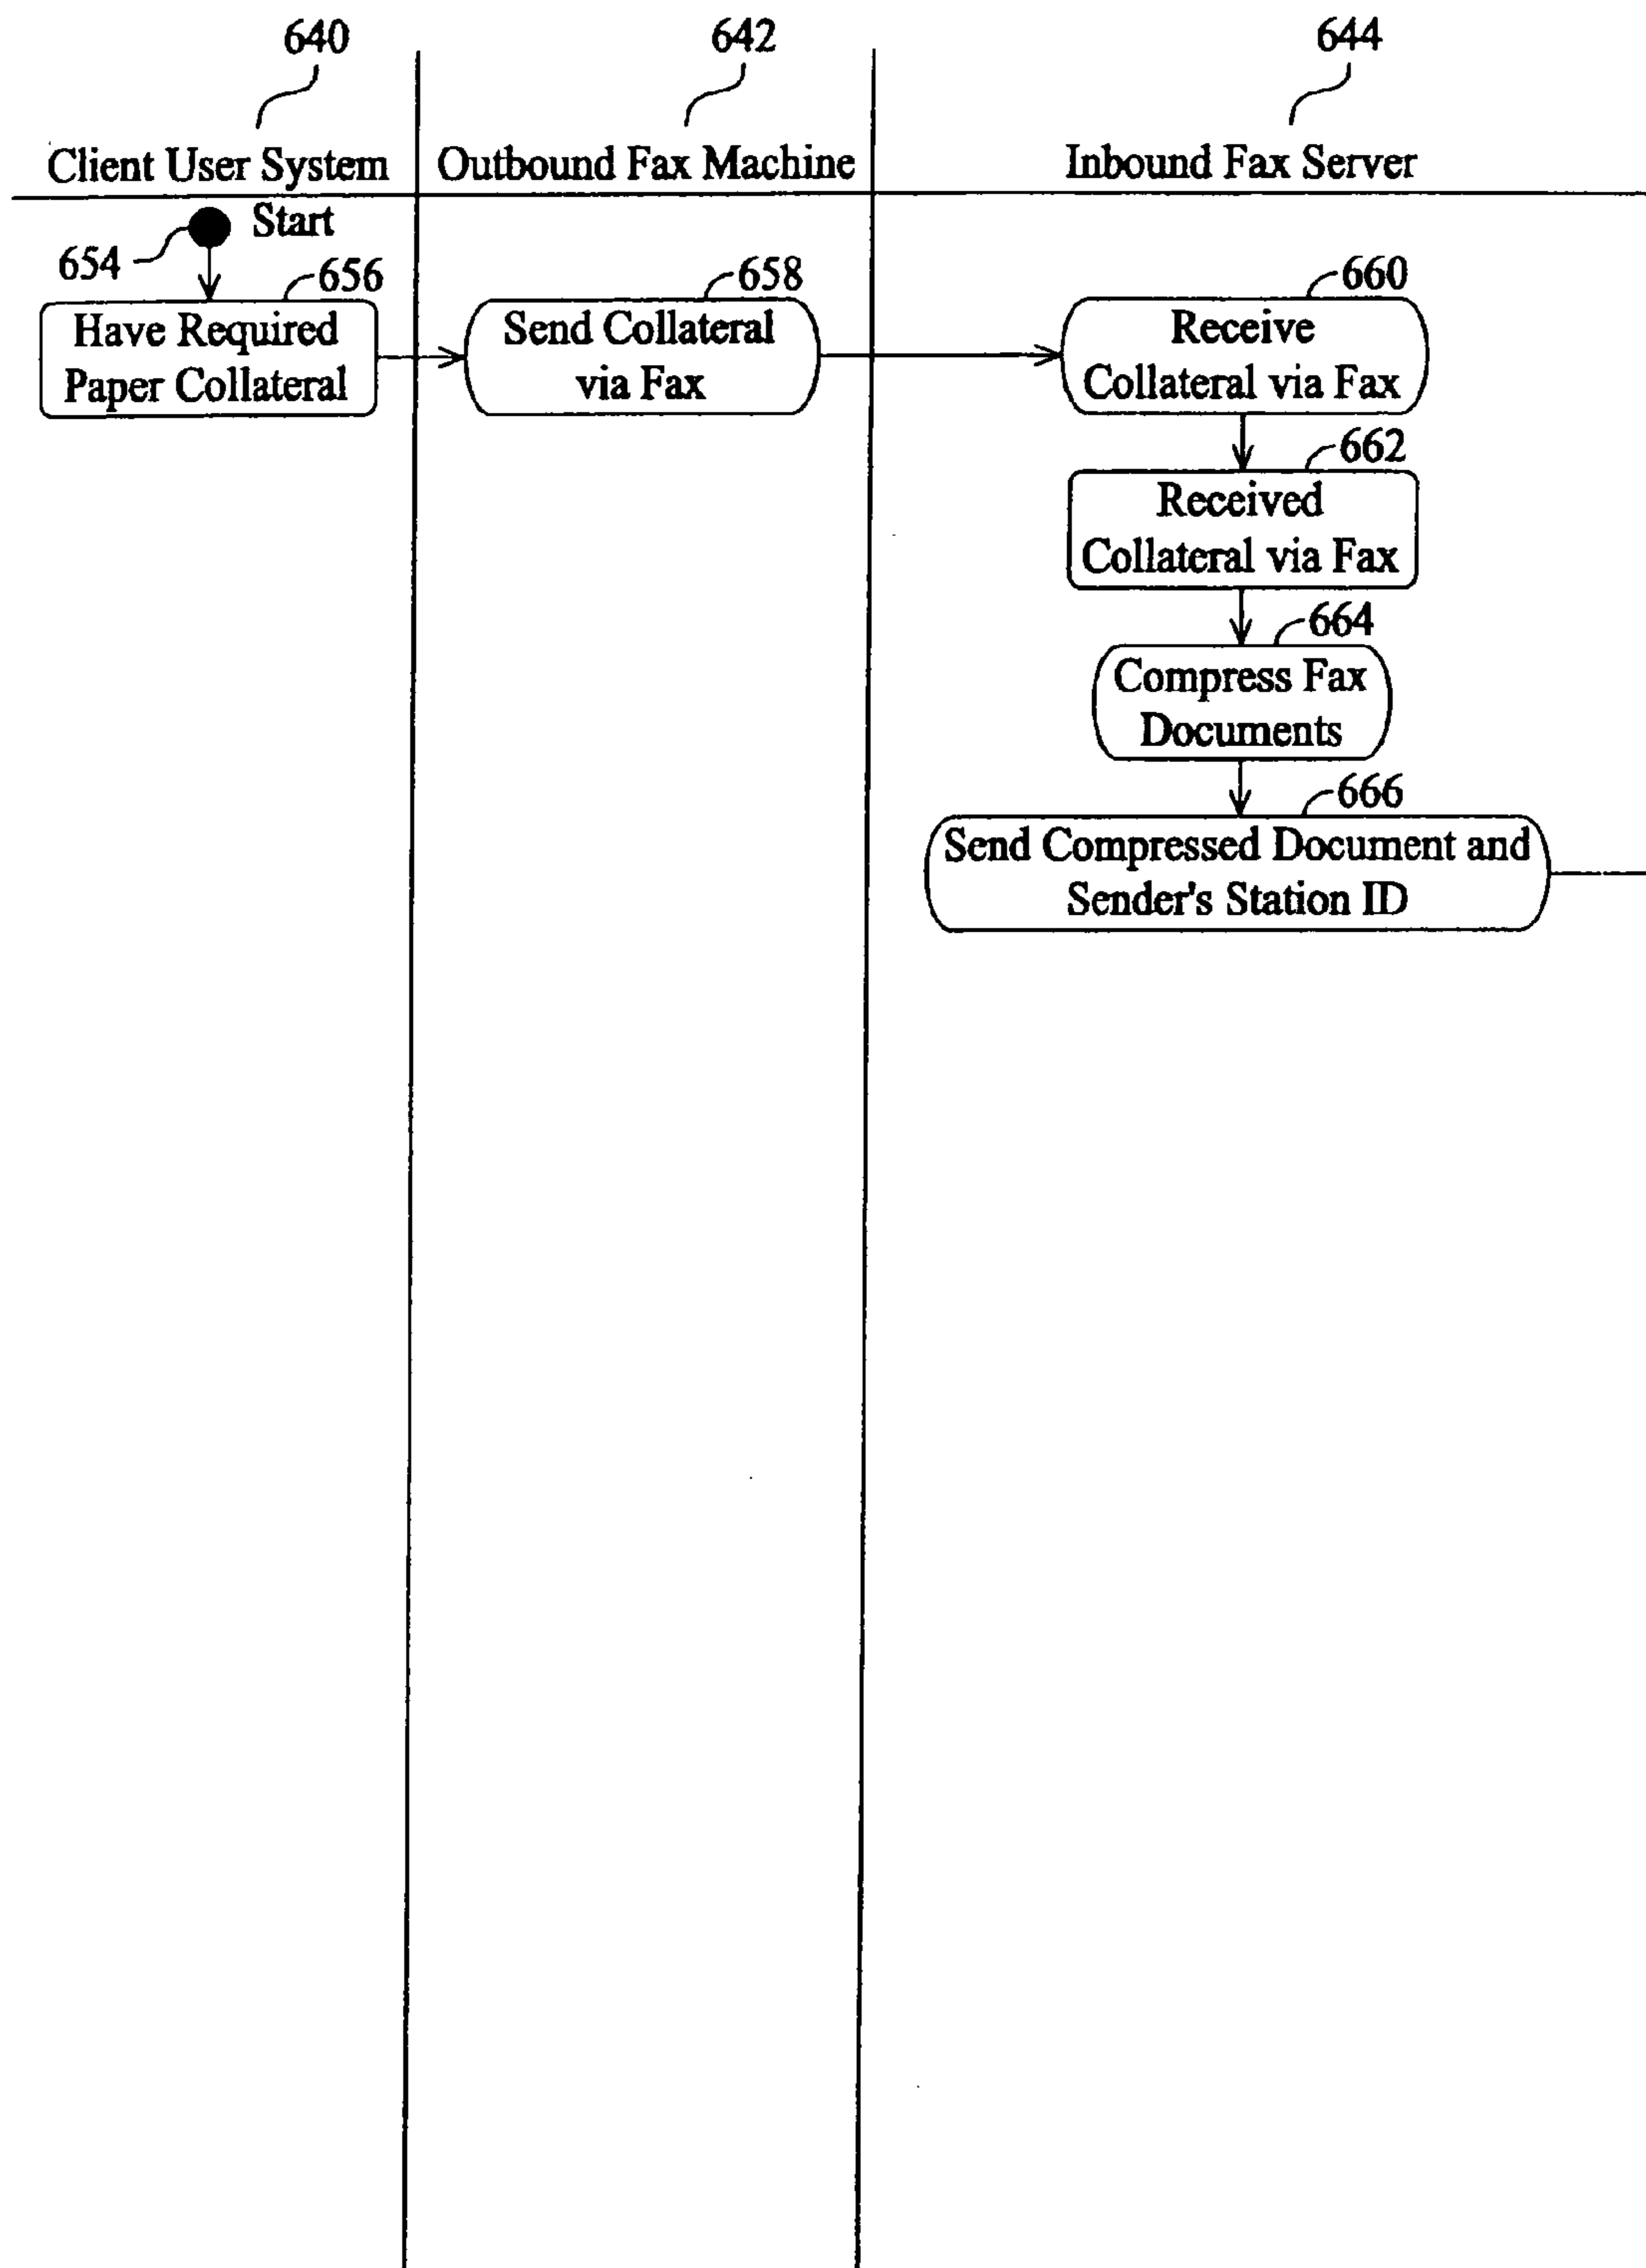 640
642
644
Client User System
Outbound Fax Machine
Inbound Fax Server
Start
654
656
Have Required
Paper Collateral
658
Send Collateral
via Fax
660
Receive
Collateral via Fax
662
Received
Collateral via Fax
664
Compress Fax
Documents
666
Send Compressed Document and
Sender's Station ID